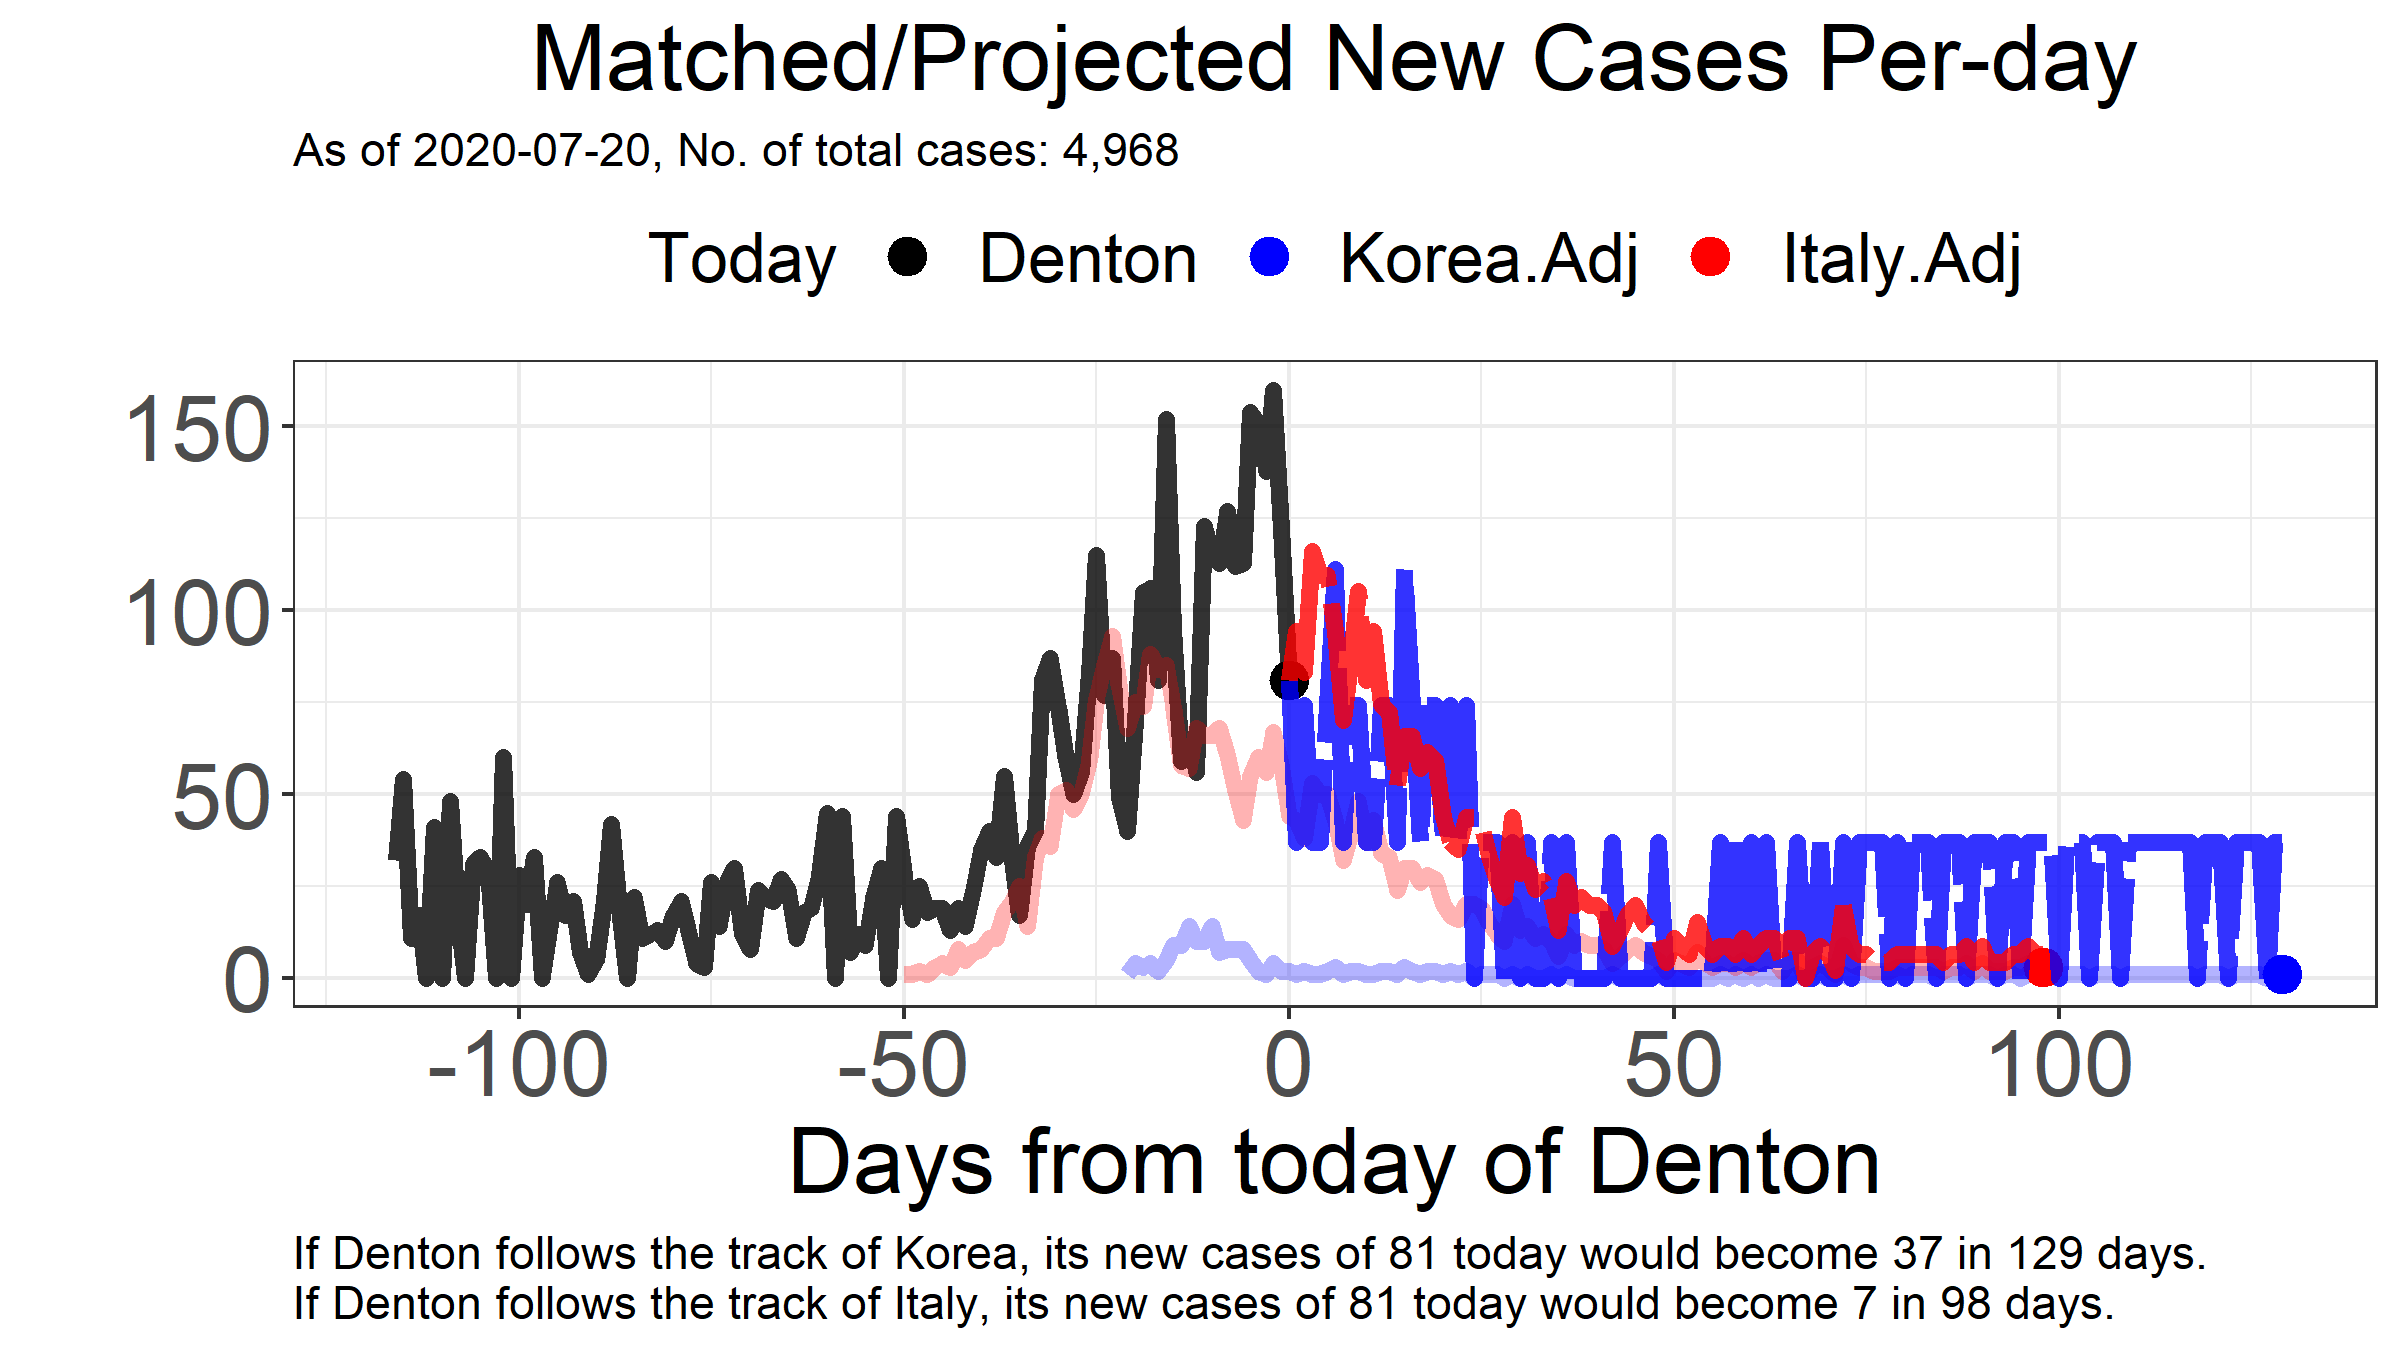 Matched/Projected New Cases Per-day
As of 2020-07-20, No. of total cases: 4,968
Today Denton Korea.Adj Italy.Adj
150
100
50
0
-100 -50 0 50 100
Days from today of Denton
If Denton follows the track of Korea, its new cases of 81 today would become 37 in 129 days.
If Denton follows the track of Italy, its new cases of 81 today would become 7 in 98 days.